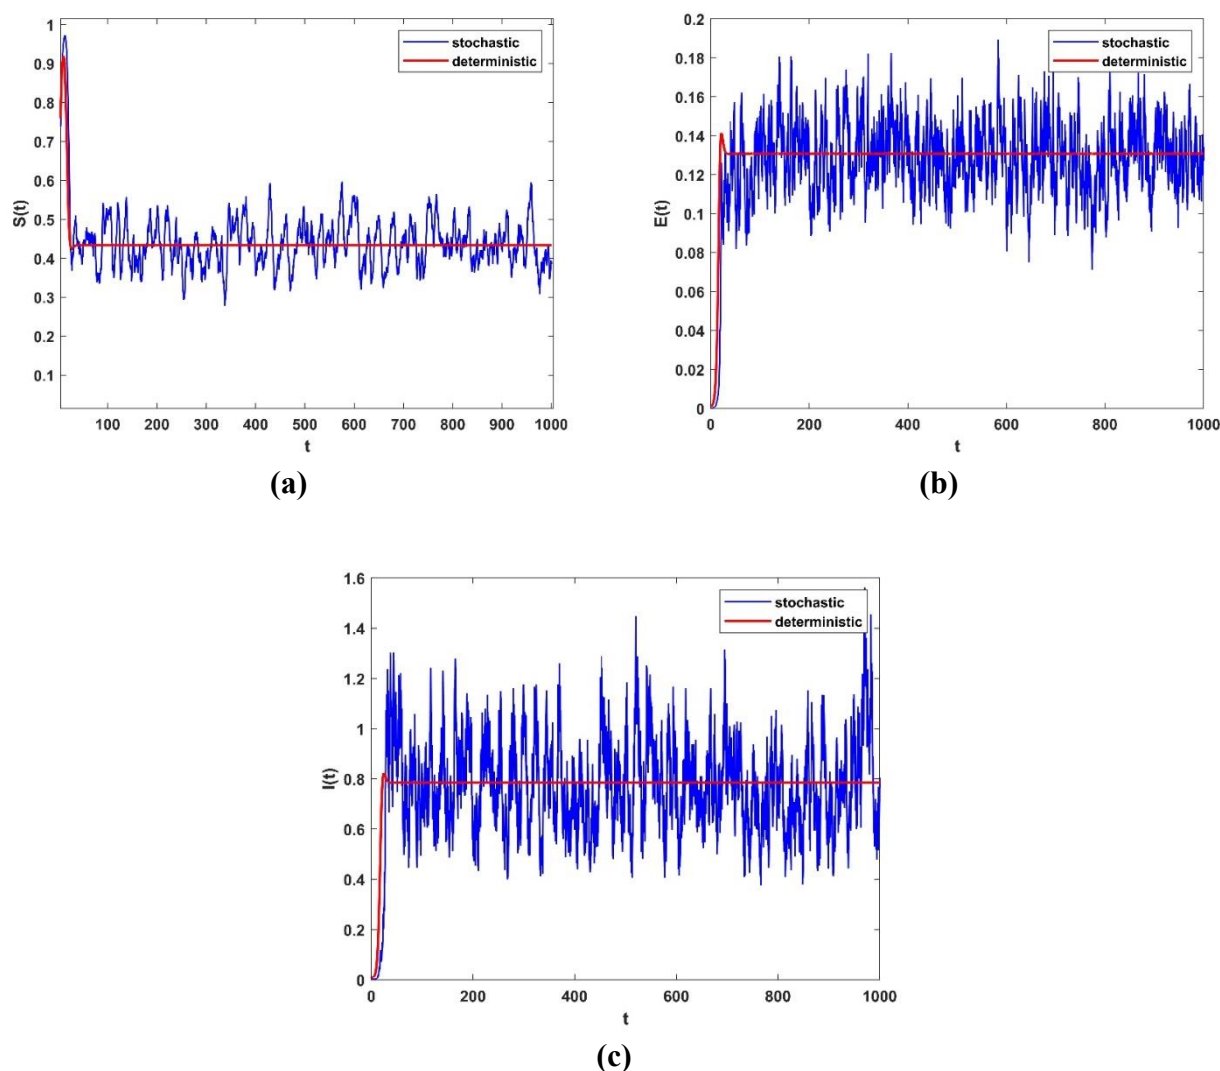 1
0.9
0.8
0.7
0.6
0.5
0.4
0.3
0.2
0.1
S(t)
stochastic
deterministic
100 200 300 400 500 600 700 800 900 1000
t
(a)
0.2
0.18
0.16
0.14
0.12
0.1
0.08
0.06
0.04
0.02
0
E(t)
stochastic
deterministic
0 200 400 600 800 1000
t
(b)
1.6
1.4
1.2
1
0.8
0.6
0.4
0.2
0
I(t)
stochastic
deterministic
0 200 400 600 800 1000
t
(c)